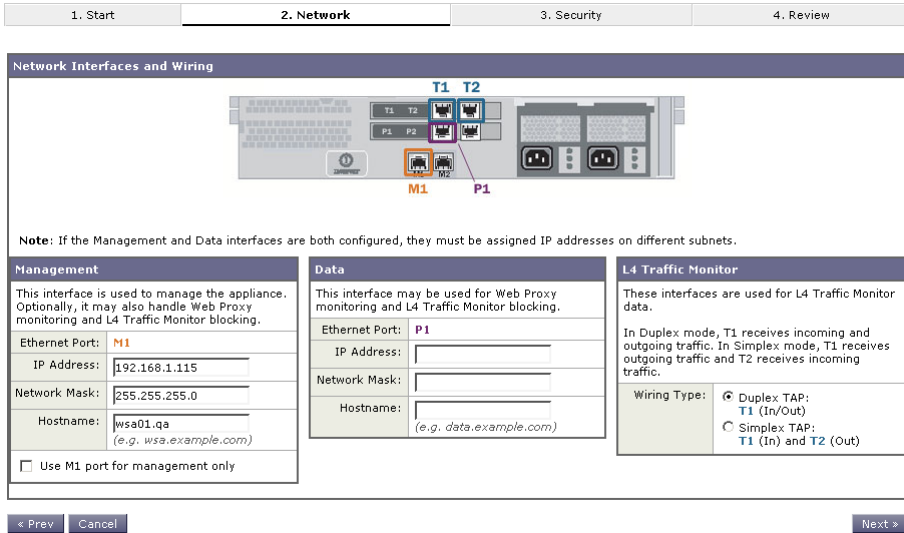 1. Start
2. Network
3. Security
4. Review
Network Interfaces and Wiring
T1 T2
T1 T2
P1 P2
M1 M2
M1
P1
Note: If the Management and Data interfaces are both configured, they must be assigned IP addresses on different subnets.
Management
This interface is used to manage the appliance.
Optionally, it may also handle Web Proxy
monitoring and L4 Traffic Monitor blocking.
Ethernet Port: M1
IP Address: 192.168.1.115
Network Mask: 255.255.255.0
Hostname: wsa01.qa
(e.g. wsa.example.com)
Use M1 port for management only
Data
This interface may be used for Web Proxy
monitoring and L4 Traffic Monitor blocking.
Ethernet Port: P1
IP Address:
Network Mask:
Hostname:
(e.g. data.example.com)
L4 Traffic Monitor
These interfaces are used for L4 Traffic Monitor
data.
In Duplex mode, T1 receives incoming and
outgoing traffic. In Simplex mode, T1 receives
outgoing traffic and T2 receives incoming
traffic.
Wiring Type: Duplex TAP:
T1 (In/Out)
Simplex TAP:
T1 (In) and T2 (Out)
« Prev
Cancel
Next »